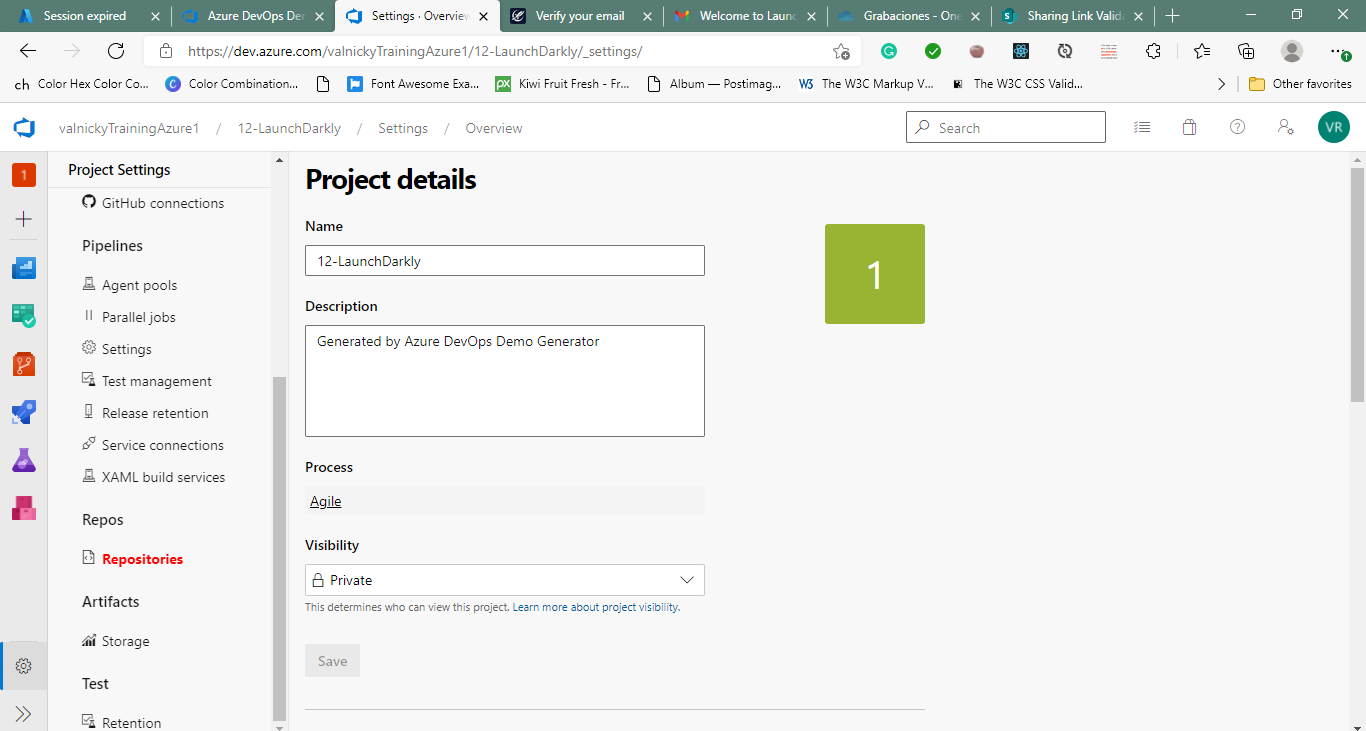 Session expired
Azure DevOps Der
Settings · Overview
Verify your email
Welcome to Launc
Grabaciones - One
Sharing Link Valida
https://dev.azure.com/valnickyTrainingAzure1/12-LaunchDarkly/_settings/
ch Color Hex Color Co...
C Color Combination...
Font Awesome Exa...
px Kiwi Fruit Fresh - Fr...
Album — Postimag...
W3 The W3C Markup V...
The W3C CSS Valid...
Other favorites
valnickyTrainingAzure1 / 12-LaunchDarkly / Settings / Overview
Search
VR
1
Project Settings
GitHub connections
Pipelines
Agent pools
Parallel jobs
Settings
Test management
Release retention
Service connections
XAML build services
Repos
Repositories
Artifacts
Storage
Test
Retention
Project details
Name
12-LaunchDarkly
1
Description
Generated by Azure DevOps Demo Generator
Process
Agile
Visibility
Private
This determines who can view this project. Learn more about project visibility.
Save